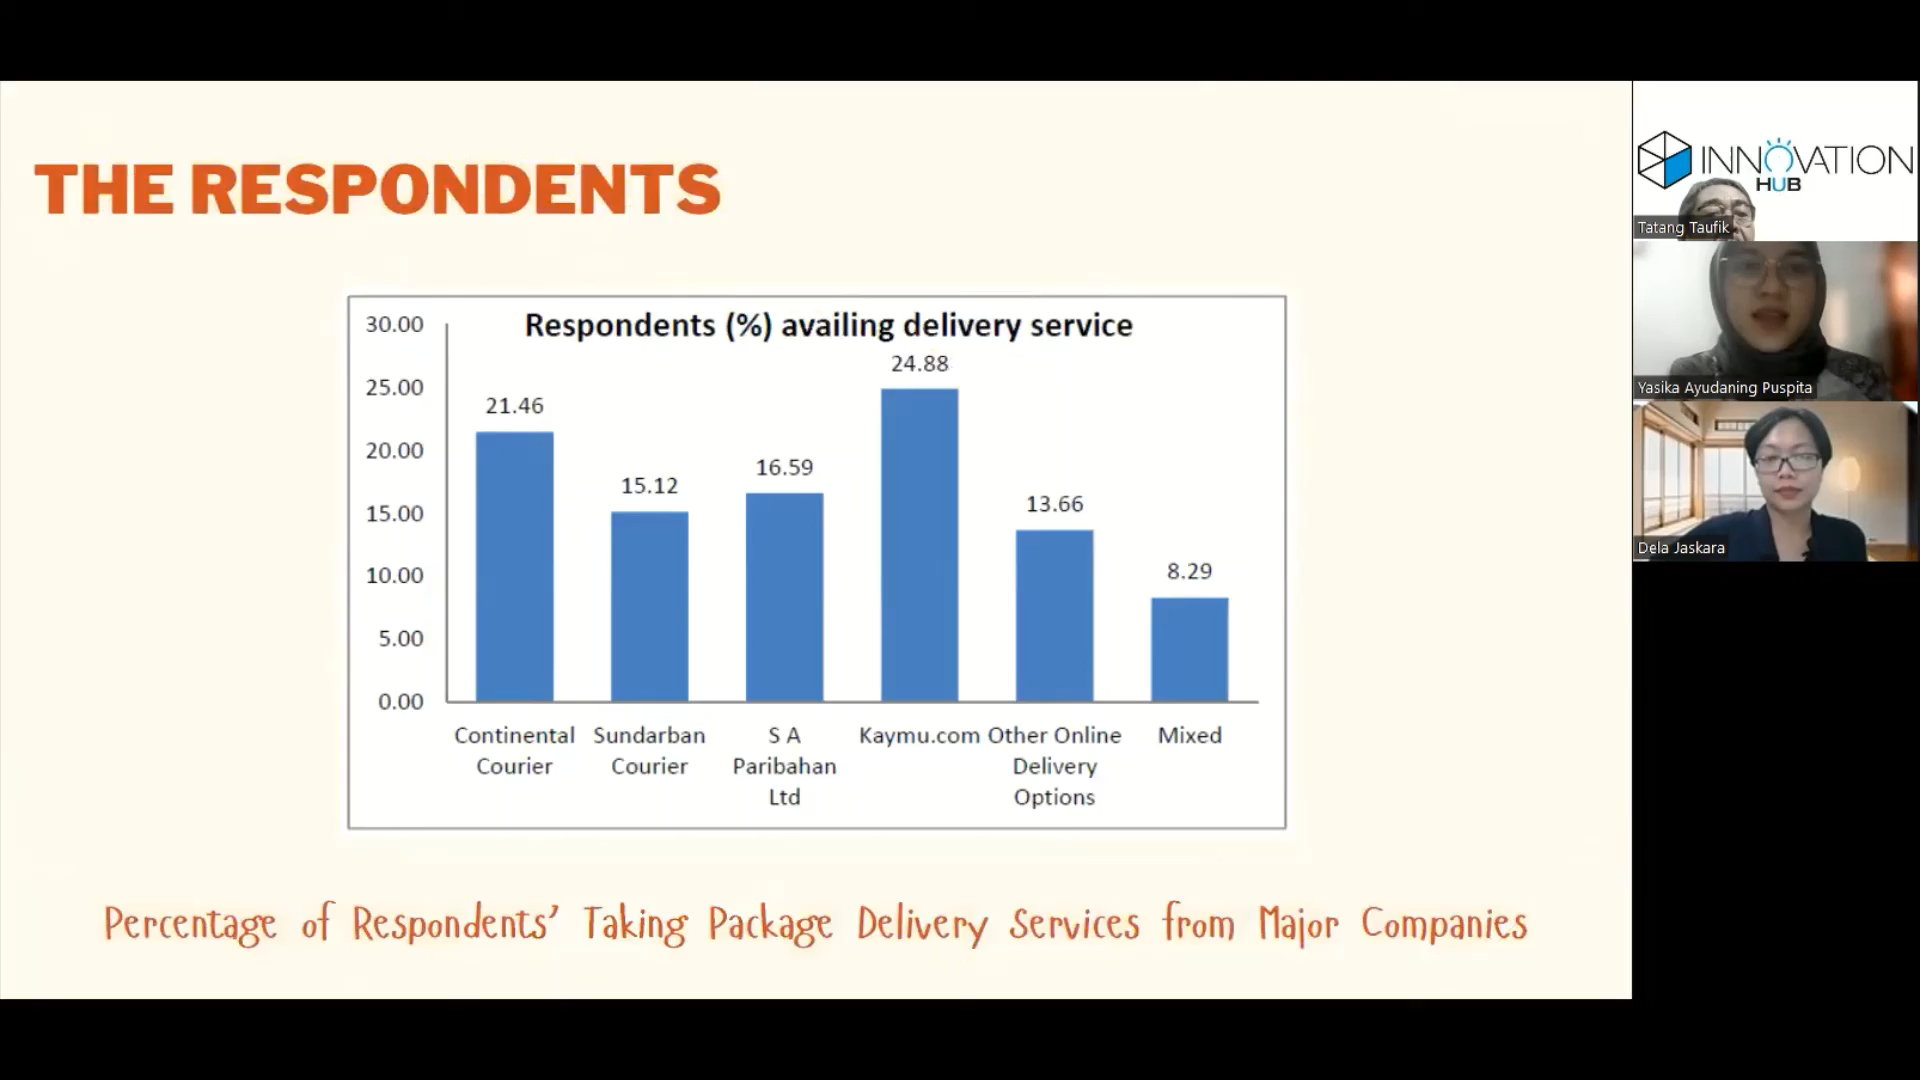 THE RESPONDENTS
Respondents (%) availing delivery service
30.00
25.00
20.00
15.00
10.00
5.00
0.00
21.46
15.12
16.59
24.88
13.66
8.29
Continental
Courier
Sundarban
Courier
S A
Paribahan
Ltd
Kaymu.com
Other Online
Delivery
Options
Mixed
Percentage of Respondents' Taking Package Delivery Services from Major Companies
INNOVATION
HUB
Tatang Taufik
Yasika Ayudaning Puspita
Dela Jaskara